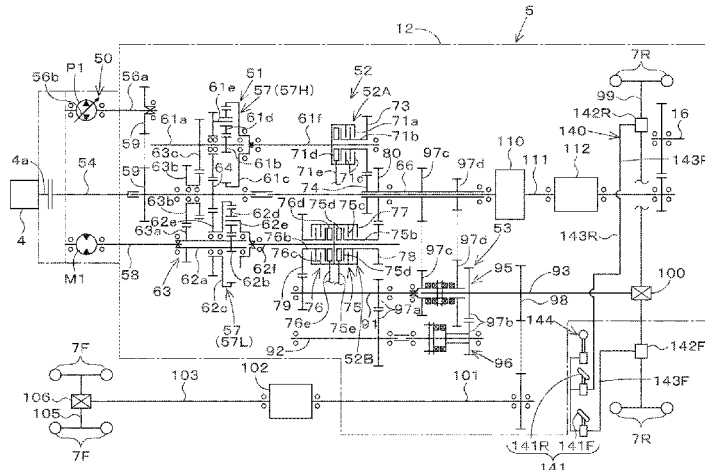 12
5
7R
56b
P1
50
56a
61
61e
57(57H)
61d
52
52A
73
71a
71b
99
142R
16
61a
59
61f
140
63c
63b
64
61b
61c
71d
71e
71c
80
97c
97d
110
112
143R
4a
54
59
74
66
111
4
63b
62e
63a
62d
62e
76d
75d
75c
77
76b
75b
97d
53
143R
M1
58
76c
78
75d
97c
95
93
100
63
62a
62f
62b
62c
57
(57L)
79
76
75
76e
75e
91
97a
98
92
52B
97b
96
144
142F
7F
103
102
101
106
105
143F
7F
141R
141F
141
7R